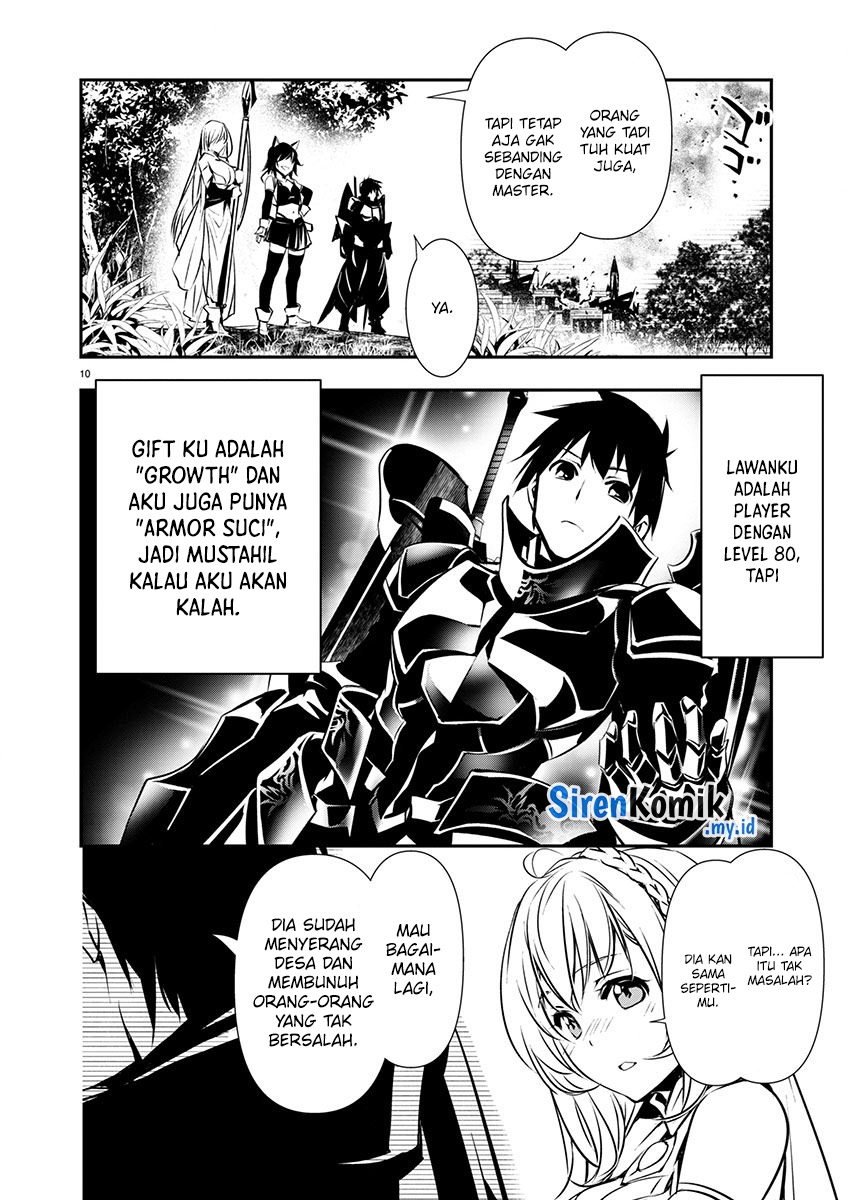 ORANG
YANG TADI
TUH KUAT
JUGA,
TAPI TETAP
AJA GAK
SEBANDING
DENGAN
MASTER.
YA.
10
LAWANKU
ADALAH
PLAYER
DENGAN
LEVEL 80,
TAPI
GIFT KU ADALAH
"GROWTH" DAN
AKU JUGA PUNYA
"ARMOR SUCI",
JADI MUSTAHIL
KALAU AKU AKAN
KALAH.
SirenKomik
.my.id
TAPI... APA
ITU TAK
MASALAH?
DIA KAN
SAMA
SEPERTI-
MU.
MAU
BAGAI-
MANA
LAGI,
DIA SUDAH
MENYERANG
DESA DAN
MEMBUNUH
ORANG-ORANG
YANG TAK
BERSALAH.